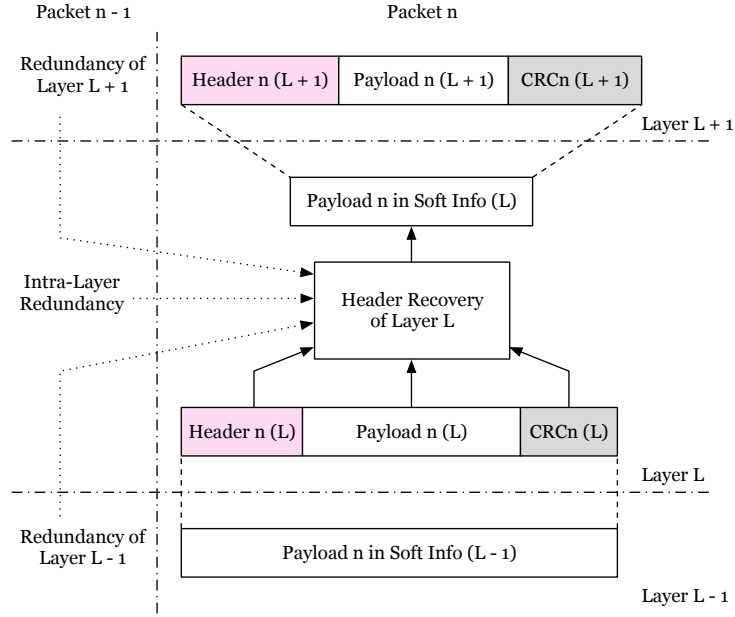 Packet n - 1
Packet n
Redundancy of
Layer L + 1
Header n (L + 1)
Payload n (L + 1)
CRCn (L + 1)
Layer L + 1
Payload n in Soft Info (L)
Intra-Layer
Redundancy
Header Recovery
of Layer L
Header n (L)
Payload n (L)
CRCn (L)
Layer L
Redundancy of
Layer L - 1
Payload n in Soft Info (L - 1)
Layer L - 1